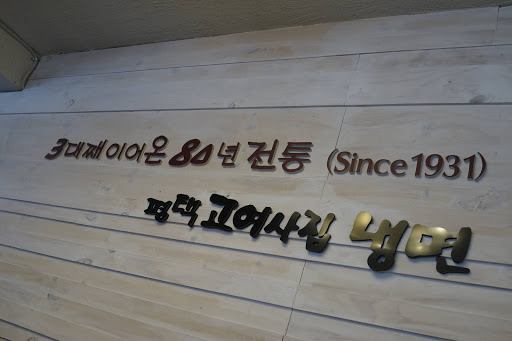 3대째 이어온 80년 전통 (Since 1931)
평택 고여사집 냉면